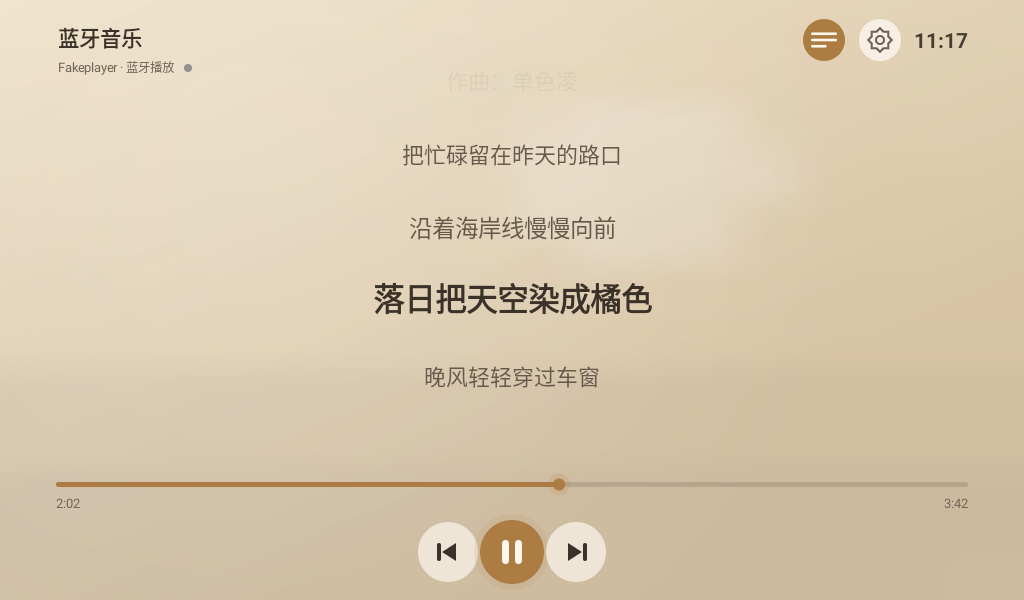 蓝牙音乐
Fakeplayer · 蓝牙播放
11:17
作曲：单色凌
把忙碌留在昨天的路口
沿着海岸线慢慢向前
落日把天空染成橘色
晚风轻轻穿过车窗
2:02
3:42